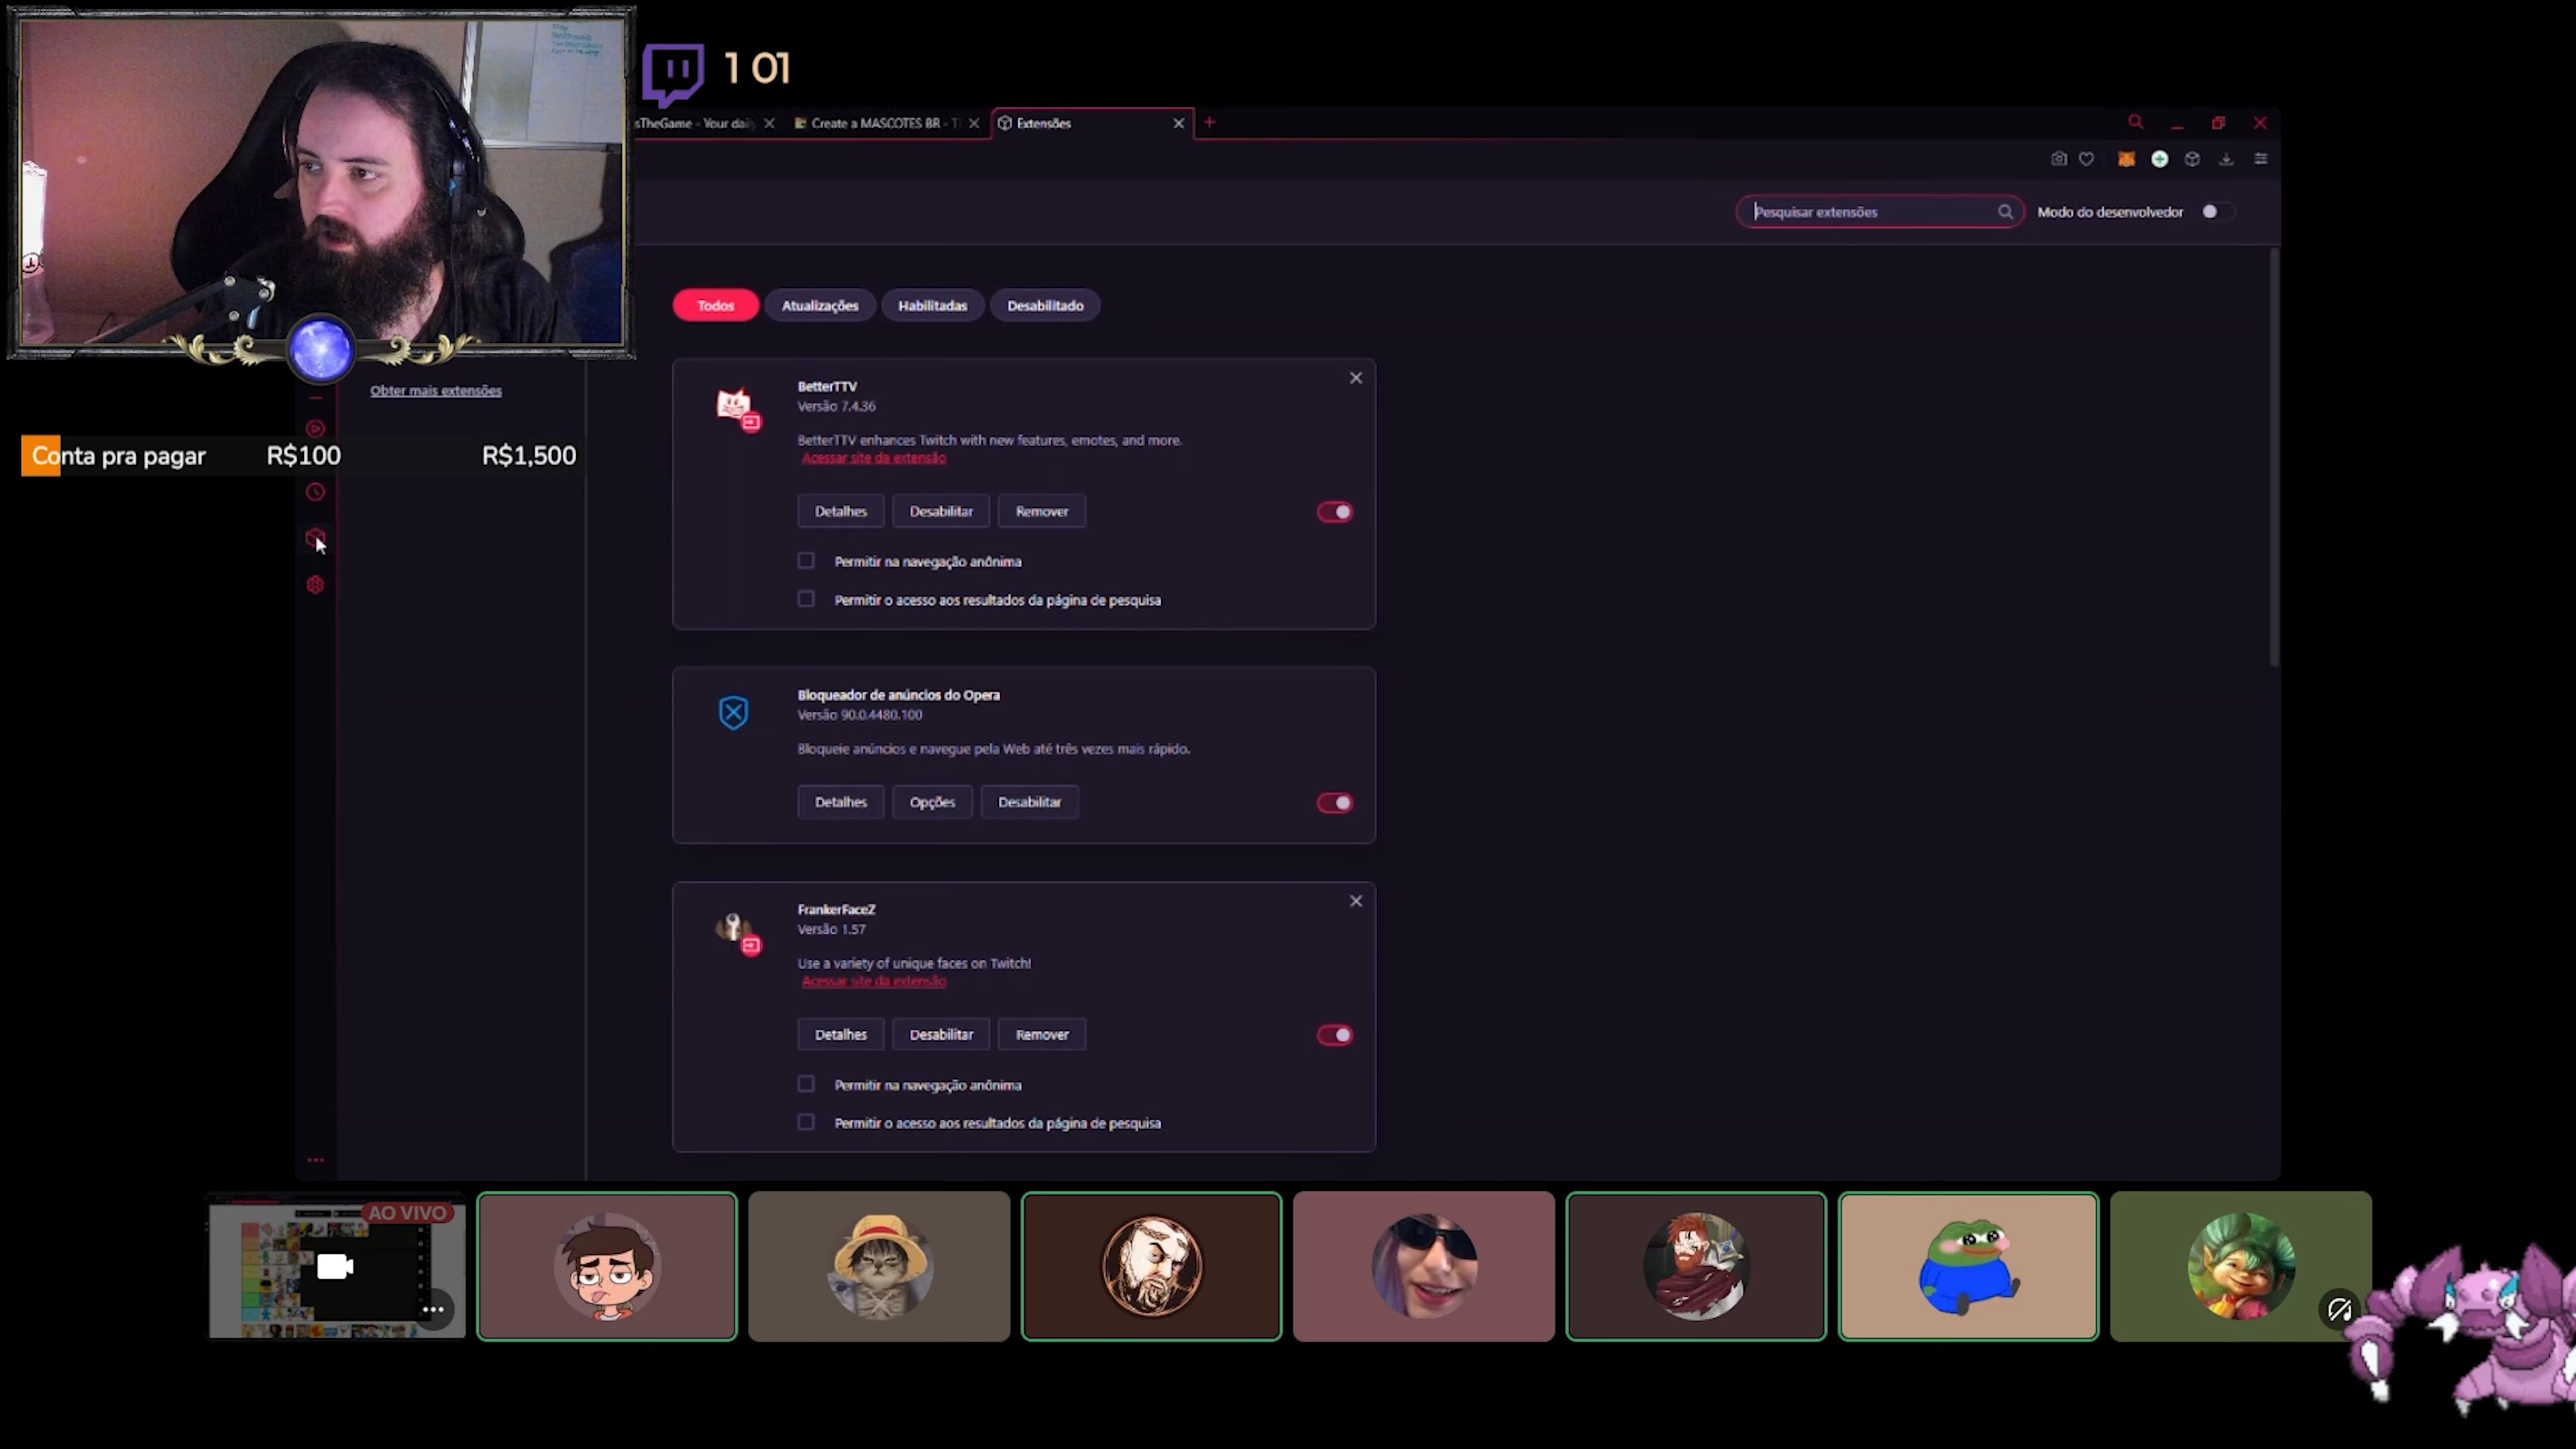 1 01
sTheGame - Your dail
Create a MASCOTES BR - Ti
Extensões
Pesquisar extensões
Modo do desenvolvedor
Todos
Atualizações
Habilitadas
Desabilitado
Obter mais extensões
Conta pra pagar R$100 R$1,500
BetterTTV
Versão 7.4.36
BetterTTV enhances Twitch with new features, emotes, and more.
Acessar site da extensão
Detalhes
Desabilitar
Remover
Permitir na navegação anônima
Permitir o acesso aos resultados da página de pesquisa
Bloqueador de anúncios do Opera
Versão 90.0.4480.100
Bloqueie anúncios e navegue pela Web até três vezes mais rápido.
Detalhes
Opções
Desabilitar
FrankerFaceZ
Versão 1.57
Use a variety of unique faces on Twitch!
Acessar site da extensão
Detalhes
Desabilitar
Remover
Permitir na navegação anônima
Permitir o acesso aos resultados da página de pesquisa
AO VIVO